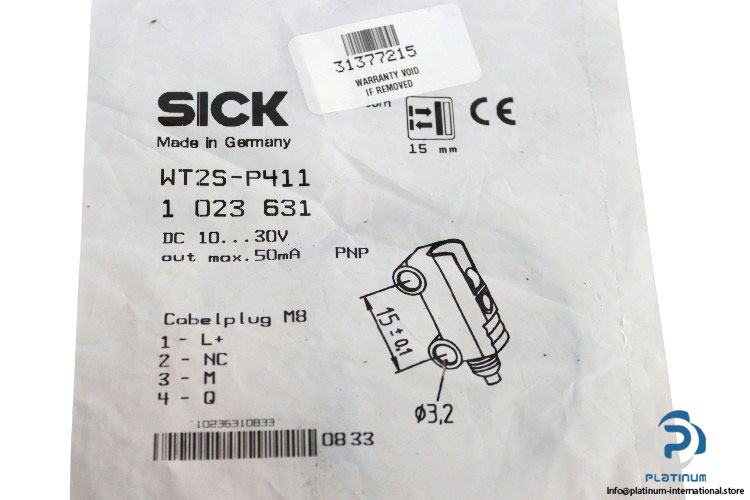 31377215
WARRANTY VOID
IF REMOVED
SICK
Made in Germany
CE
15 mm
WT2S-P411
1 023 631
DC 10...30V
out max.50mA PNP
Cabelplug M8
1 - L+
2 - NC
3 - M
4 - Q
15 ± 0,1
ø3,2
10236310833
08 33
PLATINUM
Info@platinum-international.store